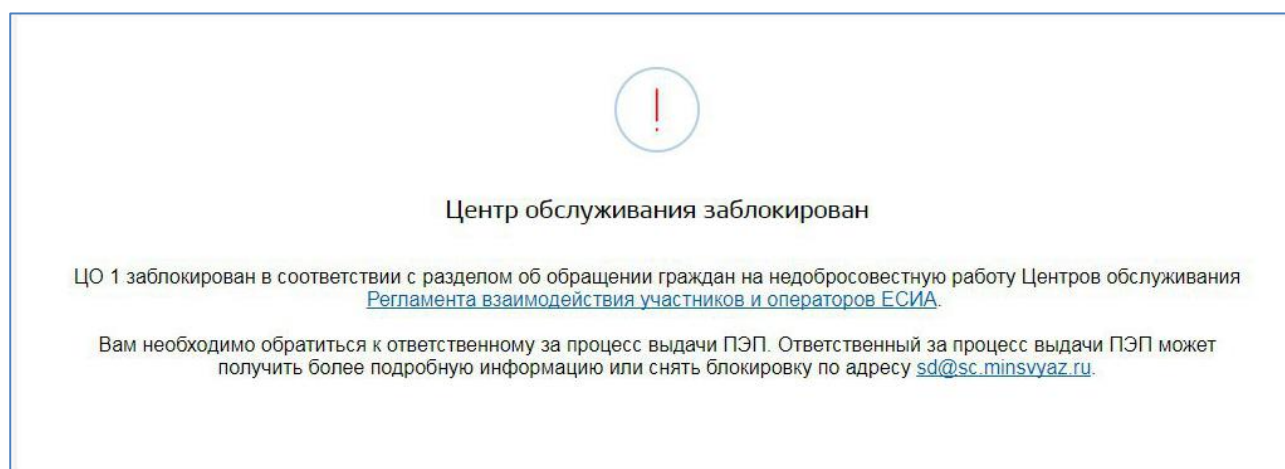 Центр обслуживания заблокирован
ЦО 1 заблокирован в соответствии с разделом об обращении граждан на недобросовестную работу Центров обслуживания
Регламента взаимодействия участников и операторов ЕСИА.
Вам необходимо обратиться к ответственному за процесс выдачи ПЭП. Ответственный за процесс выдачи ПЭП может
получить более подробную информацию или снять блокировку по адресу sd@sc.minsvyaz.ru.